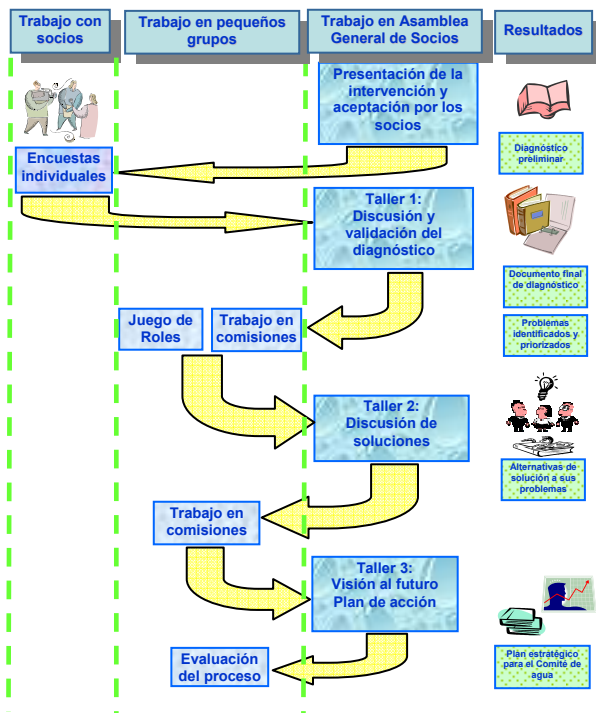 Trabajo con
socios
Trabajo en pequeños
grupos
Trabajo en Asamblea
General de Socios
Resultados
Presentación de la
intervención y
aceptación por los
socios
Diagnóstico
preliminar
Encuestas
individuales
Taller 1:
Discusión y
validación del
diagnóstico
Documento final
de diagnóstico
Juego de
Roles
Trabajo en
comisiones
Problemas
identificados y
priorizados
Taller 2:
Discusión de
soluciones
Alternativas de
solución a sus
problemas
Trabajo en
comisiones
Taller 3:
Visión al futuro
Plan de acción
Evaluación
del proceso
Plan estratégico
para el Comité de
agua